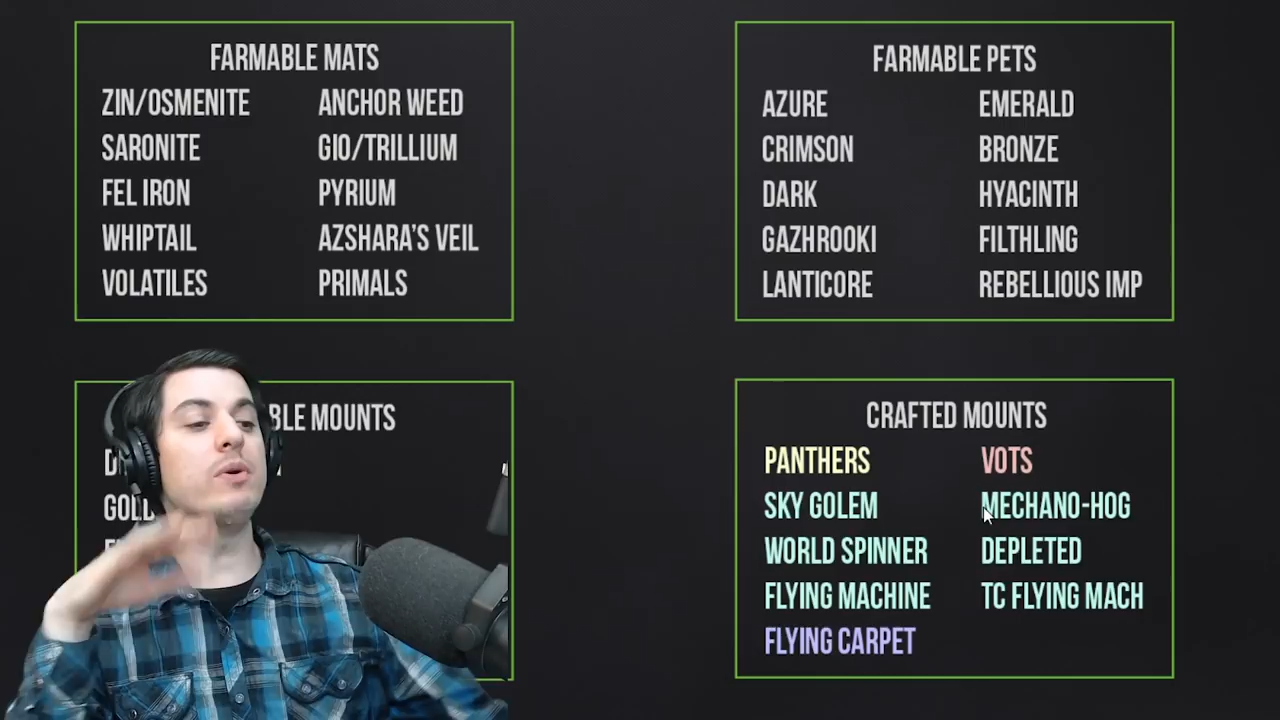 FARMABLE MATS
ZIN/OSMENITE ANCHOR WEED
SARONITE GIO/TRILLIUM
FEL IRON PYRIUM
WHIPTAIL AZSHARA'S VEIL
VOLATILES PRIMALS
FARMABLE PETS
AZURE EMERALD
CRIMSON BRONZE
DARK HYACINTH
GAZHROOKI FILTHLING
LANTICORE REBELLIOUS IMP
MOUNTS
CRAFTED MOUNTS
PANTHERS VOTS
SKY GOLEM MECHANO-HOG
WORLD SPINNER DEPLETED
FLYING MACHINE TC FLYING MACH
FLYING CARPET